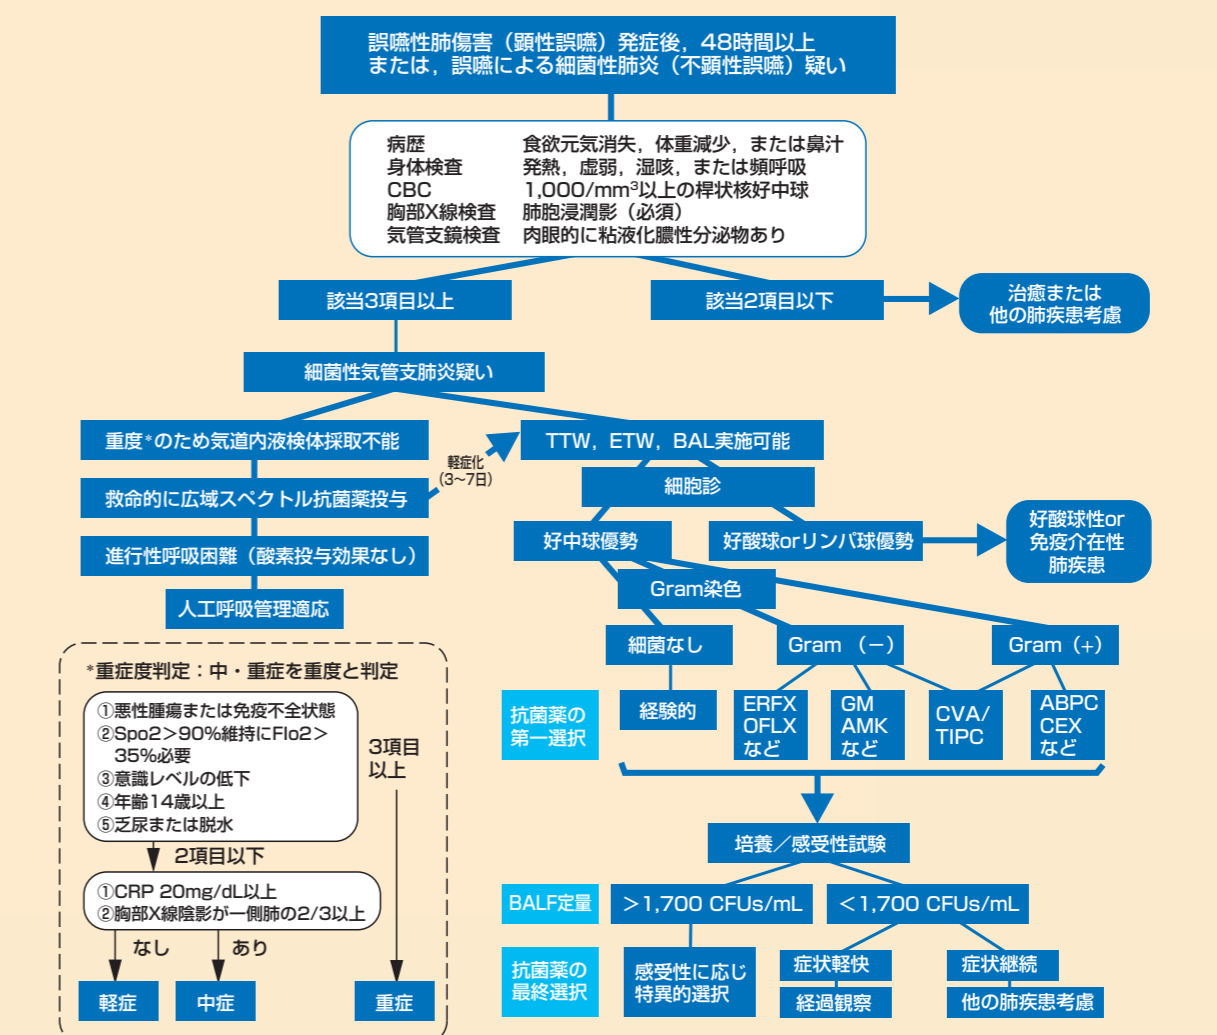 誤嚥性肺傷害（顕性誤嚥）発症後，48時間以上
または，誤嚥による細菌性肺炎（不顕性誤嚥）疑い
病歴 食欲元気消失，体重減少，または鼻汁
身体検査 発熱，虚弱，湿咳，または頻呼吸
CBC 1,000/mm³以上の桿状核好中球
胸部X線検査 肺胞浸潤影（必須）
気管支鏡検査 肉眼的に粘液化膿性分泌物あり
該当3項目以上
該当2項目以下
治癒または
他の肺疾患考慮
細菌性気管支肺炎疑い
重度*のため気道内液検体採取不能
軽症化
（3～7日）
TTW，ETW，BAL実施可能
救命的に広域スペクトル抗菌薬投与
細胞診
進行性呼吸困難（酸素投与効果なし）
好中球優勢
好酸球orリンパ球優勢
好酸球性or
免疫介在性
肺疾患
人工呼吸管理適応
Gram染色
細菌なし
Gram （－）
Gram（+）
抗菌薬の
第一選択
経験的
ERFX
OFLX
など
GM
AMK
など
CVA/
TIPC
ABPC
CEX
など
*重症度判定：中・重症を重度と判定
①悪性腫瘍または免疫不全状態
②Spo2＞90%維持にFIo2＞
35%必要
③意識レベルの低下
④年齢14歳以上
⑤乏尿または脱水
3項目
以上
2項目以下
①CRP 20mg/dL以上
②胸部X線陰影が一側肺の2/3以上
なし
あり
軽症
中症
重症
培養／感受性試験
BALF定量
＞1,700 CFUs/mL
＜1,700 CFUs/mL
抗菌薬の
最終選択
感受性に応じ
特異的選択
症状軽快
経過観察
症状継続
他の肺疾患考慮